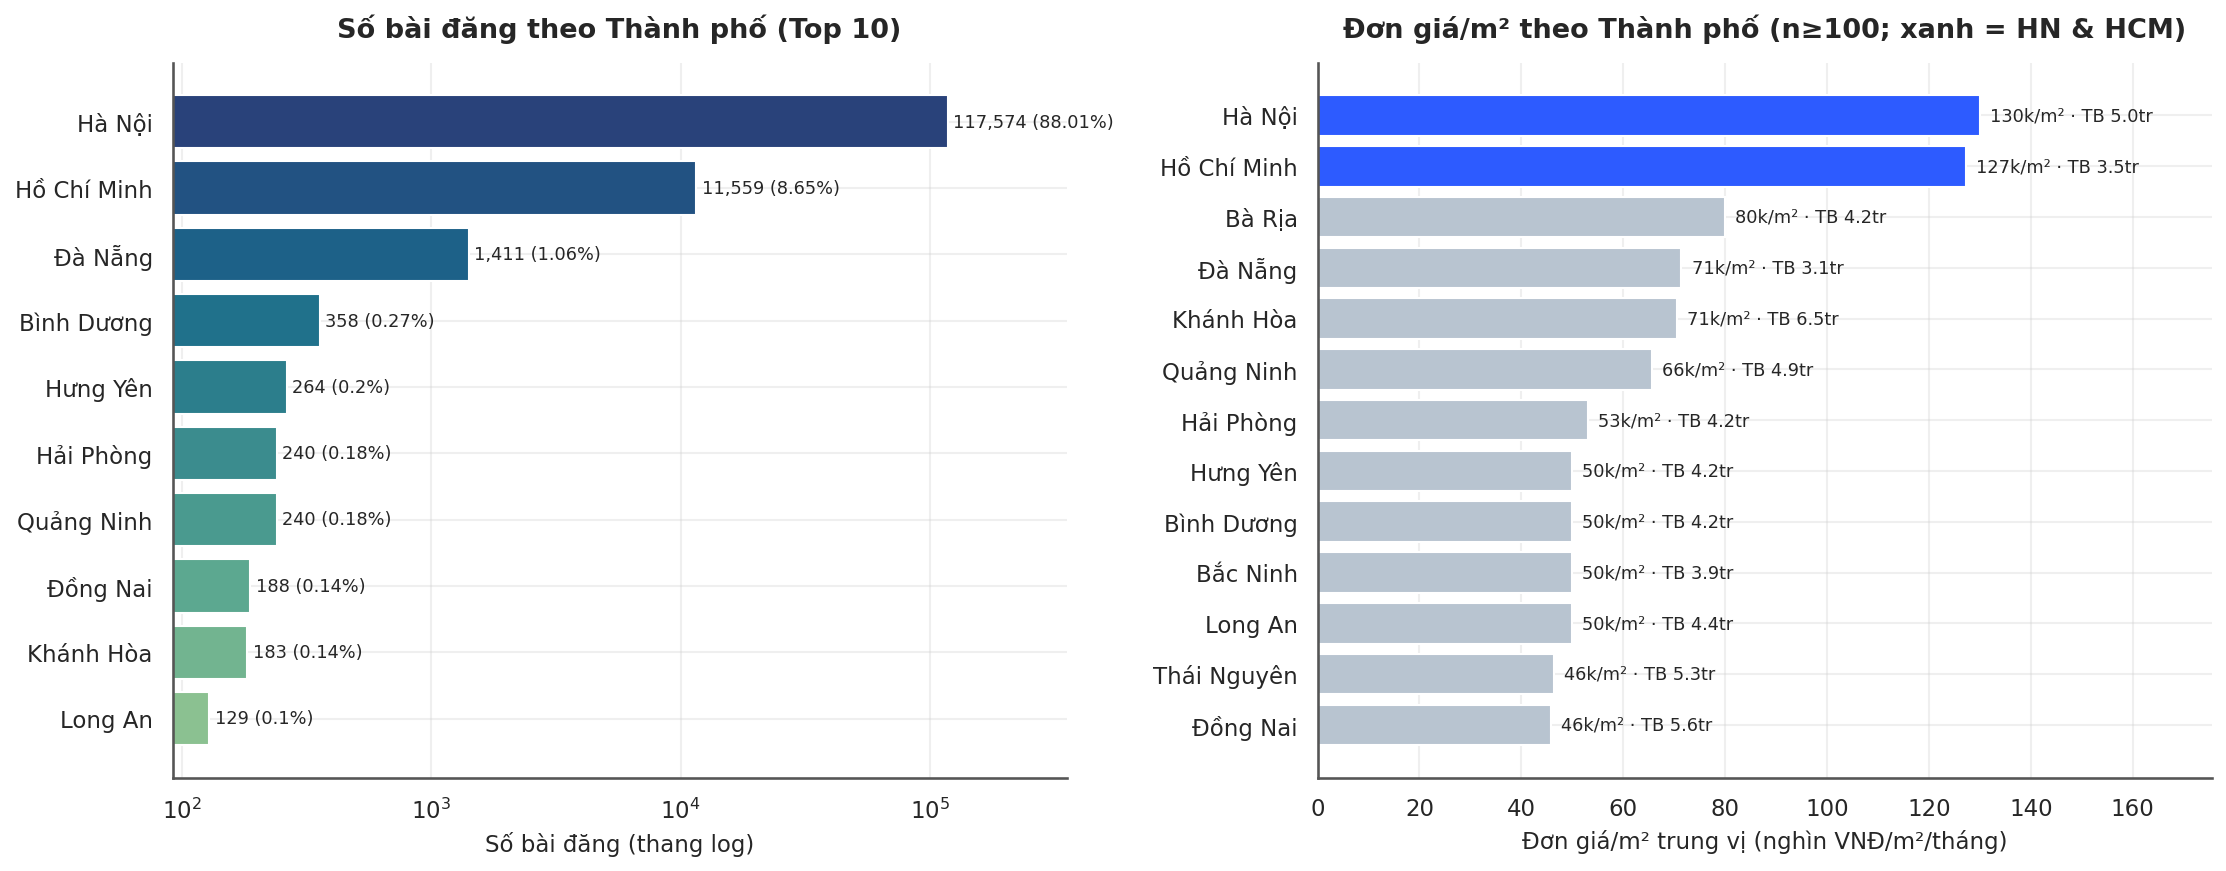 Số bài đăng theo Thành phố (Top 10)
Hà Nội
117,574 (88.01%)
Hồ Chí Minh
11,559 (8.65%)
Đà Nẵng
1,411 (1.06%)
Bình Dương
358 (0.27%)
Hưng Yên
264 (0.2%)
Hải Phòng
240 (0.18%)
Quảng Ninh
240 (0.18%)
Đồng Nai
188 (0.14%)
Khánh Hòa
183 (0.14%)
Long An
129 (0.1%)
10² 10³ 10⁴ 10⁵
Số bài đăng (thang log)
Đơn giá/m² theo Thành phố (n≥100; xanh = HN & HCM)
Hà Nội
130k/m² · TB 5.0tr
Hồ Chí Minh
127k/m² · TB 3.5tr
Bà Rịa
80k/m² · TB 4.2tr
Đà Nẵng
71k/m² · TB 3.1tr
Khánh Hòa
71k/m² · TB 6.5tr
Quảng Ninh
66k/m² · TB 4.9tr
Hải Phòng
53k/m² · TB 4.2tr
Hưng Yên
50k/m² · TB 4.2tr
Bình Dương
50k/m² · TB 4.2tr
Bắc Ninh
50k/m² · TB 3.9tr
Long An
50k/m² · TB 4.4tr
Thái Nguyên
46k/m² · TB 5.3tr
Đồng Nai
46k/m² · TB 5.6tr
0 20 40 60 80 100 120 140 160
Đơn giá/m² trung vị (nghìn VNĐ/m²/tháng)